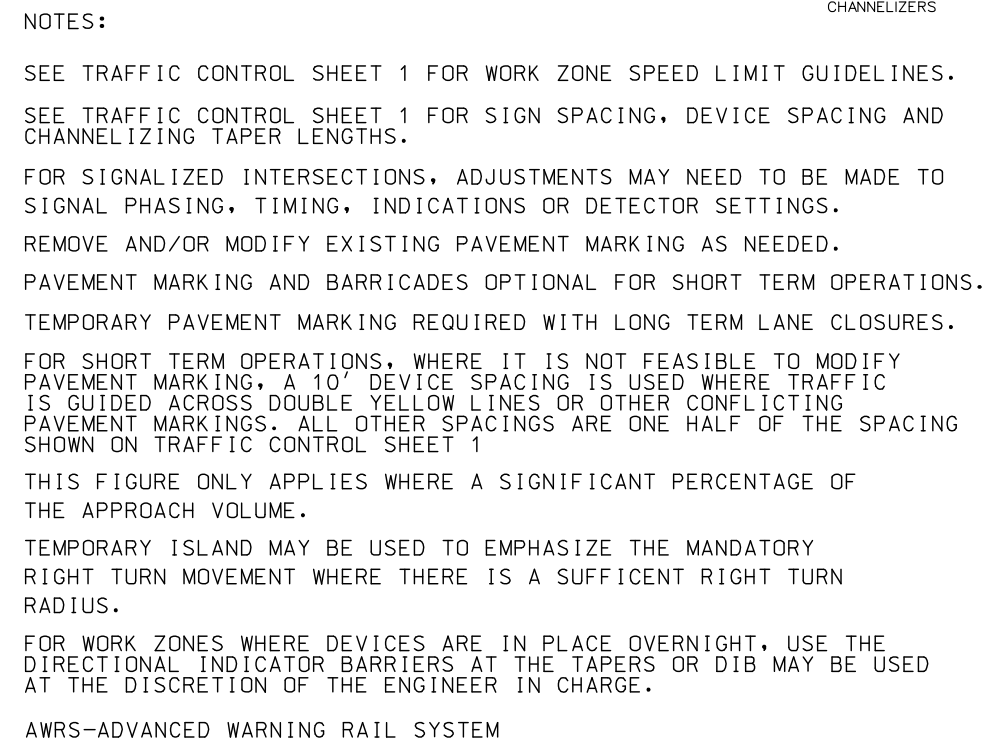 CHANNELIZERS
NOTES:
SEE TRAFFIC CONTROL SHEET 1 FOR WORK ZONE SPEED LIMIT GUIDELINES.
SEE TRAFFIC CONTROL SHEET 1 FOR SIGN SPACING, DEVICE SPACING AND
CHANNELIZING TAPER LENGTHS.
FOR SIGNALIZED INTERSECTIONS, ADJUSTMENTS MAY NEED TO BE MADE TO
SIGNAL PHASING, TIMING, INDICATIONS OR DETECTOR SETTINGS.
REMOVE AND/OR MODIFY EXISTING PAVEMENT MARKING AS NEEDED.
PAVEMENT MARKING AND BARRICADES OPTIONAL FOR SHORT TERM OPERATIONS.
TEMPORARY PAVEMENT MARKING REQUIRED WITH LONG TERM LANE CLOSURES.
FOR SHORT TERM OPERATIONS, WHERE IT IS NOT FEASIBLE TO MODIFY
PAVEMENT MARKING, A 10' DEVICE SPACING IS USED WHERE TRAFFIC
IS GUIDED ACROSS DOUBLE YELLOW LINES OR OTHER CONFLICTING
PAVEMENT MARKINGS. ALL OTHER SPACINGS ARE ONE HALF OF THE SPACING
SHOWN ON TRAFFIC CONTROL SHEET 1
THIS FIGURE ONLY APPLIES WHERE A SIGNIFICANT PERCENTAGE OF
THE APPROACH VOLUME.
TEMPORARY ISLAND MAY BE USED TO EMPHASIZE THE MANDATORY
RIGHT TURN MOVEMENT WHERE THERE IS A SUFFICENT RIGHT TURN
RADIUS.
FOR WORK ZONES WHERE DEVICES ARE IN PLACE OVERNIGHT, USE THE
DIRECTIONAL INDICATOR BARRIERS AT THE TAPERS OR DIB MAY BE USED
AT THE DISCRETION OF THE ENGINEER IN CHARGE.
AWRS-ADVANCED WARNING RAIL SYSTEM